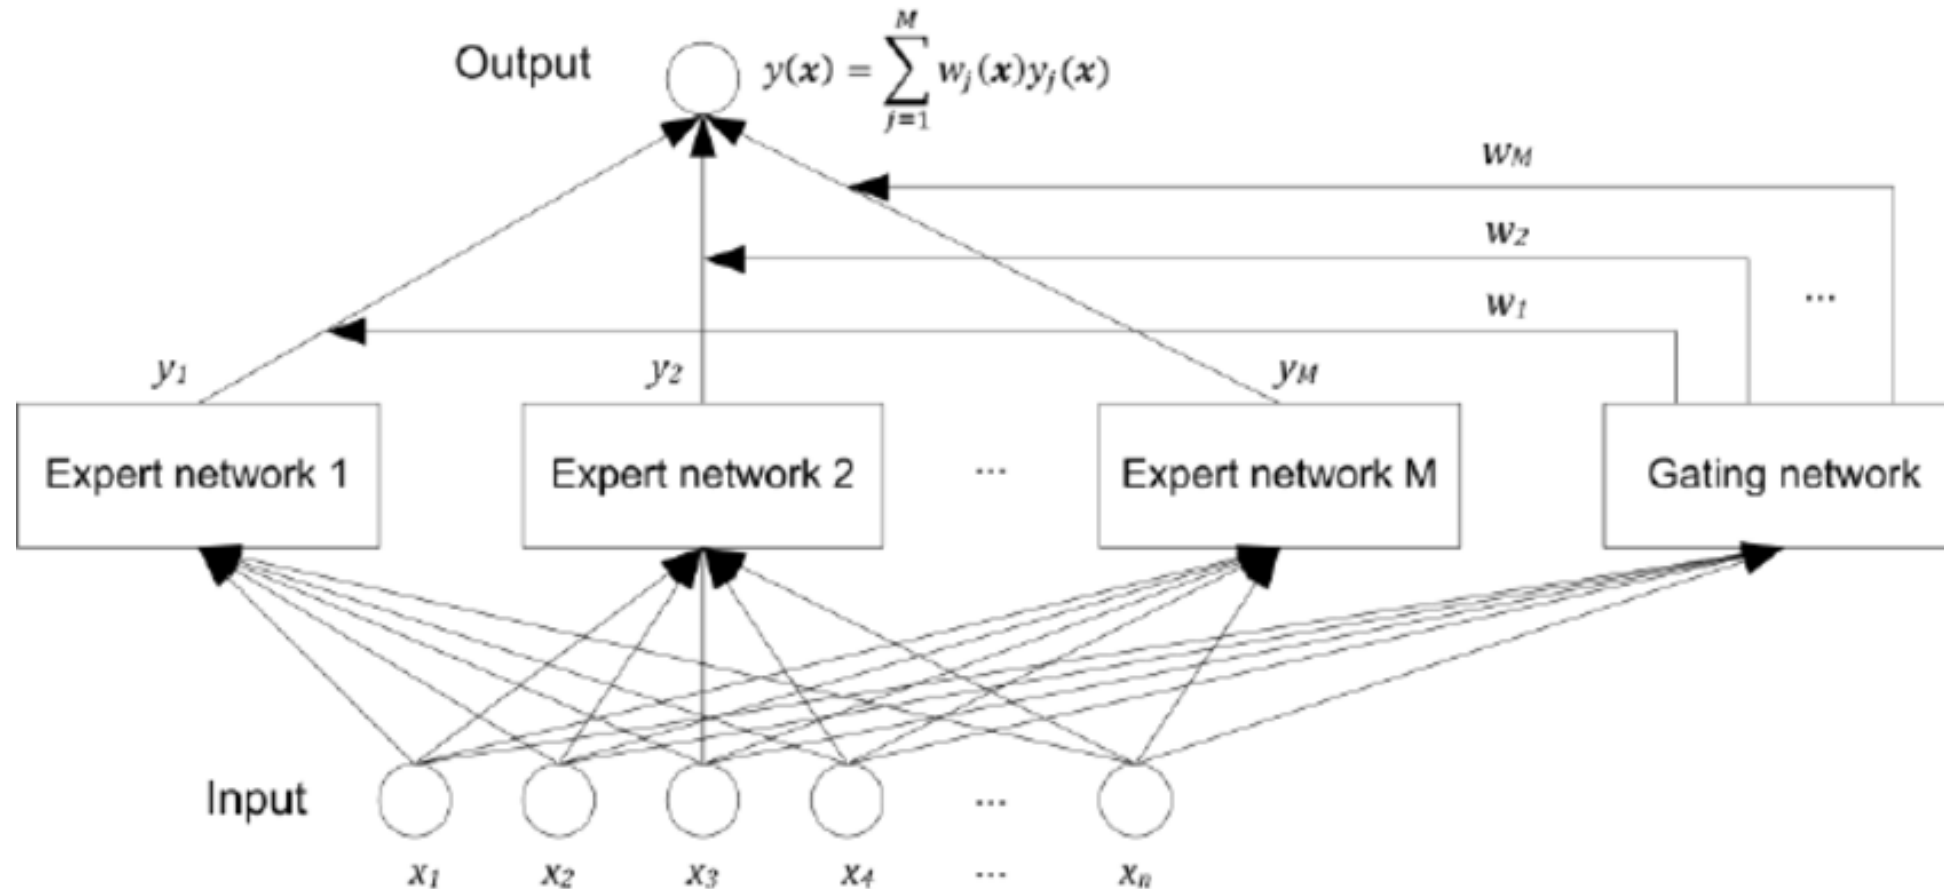 Output y(x) = ∑_{j=1}^{M} w_j(x)y_j(x)
w_M
w_2
...
w_1
y_1 y_2 y_M
Expert network 1 Expert network 2 ... Expert network M Gating network
Input ...
x_1 x_2 x_3 x_4 ... x_n